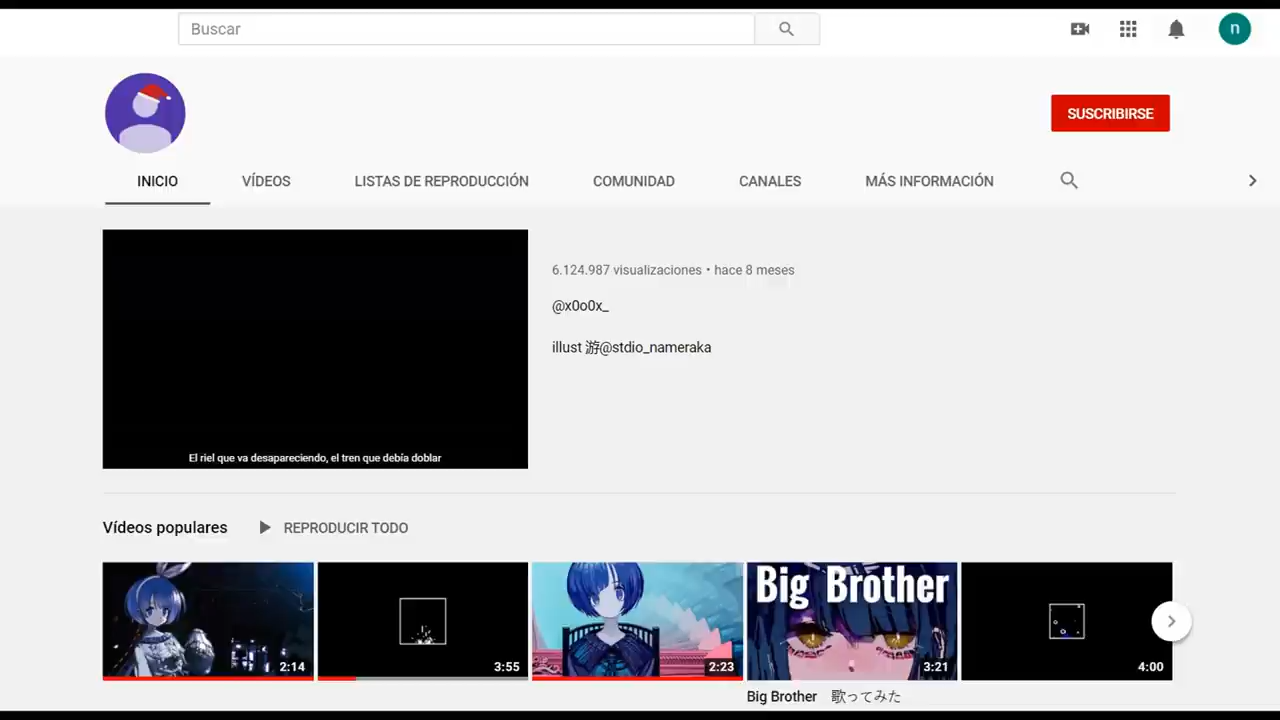 Buscar
n
SUSCRIBIRSE
INICIO VÍDEOS LISTAS DE REPRODUCCIÓN COMUNIDAD CANALES MÁS INFORMACIÓN
6.124.987 visualizaciones • hace 8 meses
@x0o0x_
illust 游@stdio_nameraka
El riel que va desapareciendo, el tren que debía doblar
Vídeos populares REPRODUCIR TODO
Big Brother
2:14 3:55 2:23 3:21 4:00
Big Brother 歌ってみた